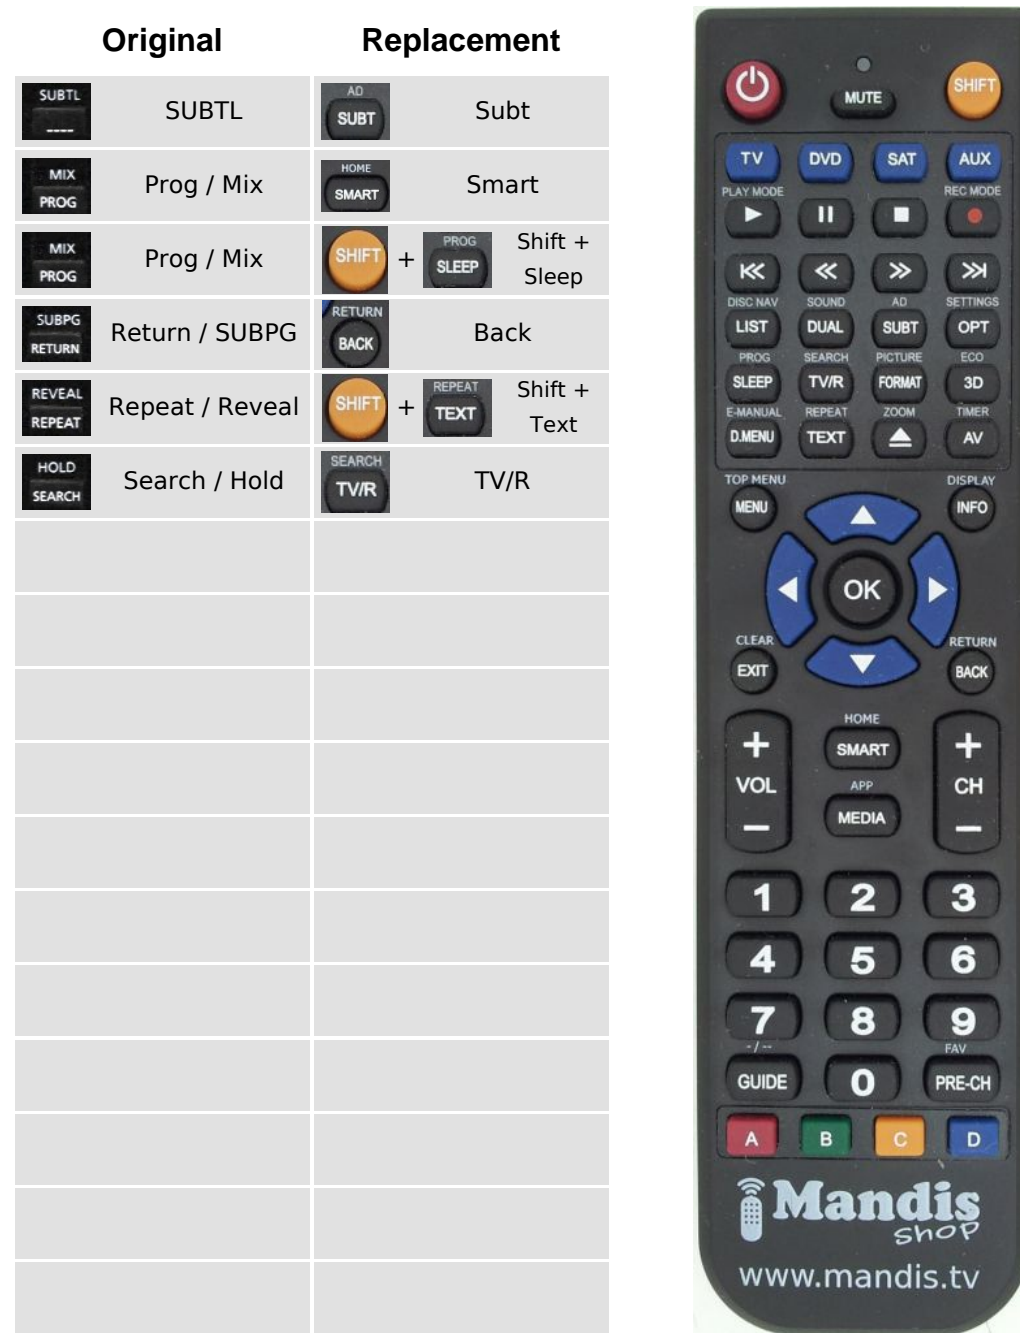 Original Replacement
SUBTL
----
SUBTL
AD
SUBT
Subt
MIX
PROG
Prog / Mix
HOME
SMART
Smart
MIX
PROG
Prog / Mix
SHIFT
+
PROG
SLEEP
Shift +
Sleep
SUBPG
RETURN
Return / SUBPG
RETURN
BACK
Back
REVEAL
REPEAT
Repeat / Reveal
SHIFT
+
REPEAT
TEXT
Shift +
Text
HOLD
SEARCH
Search / Hold
SEARCH
TV/R
TV/R
MUTE
SHIFT
TV DVD SAT AUX
PLAY MODE REC MODE
DISC NAV SOUND AD SETTINGS
LIST DUAL SUBT OPT
PROG SEARCH PICTURE ECO
SLEEP TV/R FORMAT 3D
E-MANUAL REPEAT ZOOM TIMER
D.MENU TEXT AV
TOP MENU DISPLAY
MENU INFO
OK
CLEAR RETURN
EXIT BACK
HOME
+ SMART +
VOL APP CH
- MEDIA -
1 2 3
4 5 6
7 8 9
-/-- FAV
GUIDE 0 PRE-CH
A B C D
Mandis
Shop
www.mandis.tv